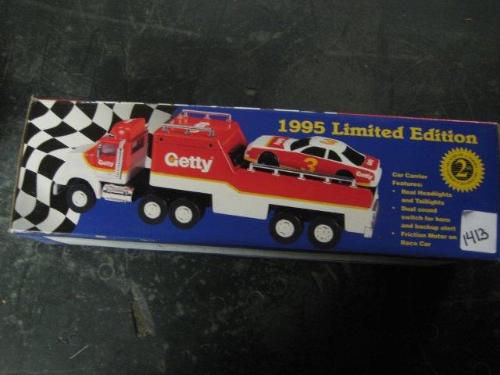 1995 Limited Edition
Getty
Getty
3
2
Car Carrier
Features:
• Real Headlights
and Taillights
• Dual sound
switch for horn
and backup alert
• Friction Motor on
Race Car
1413